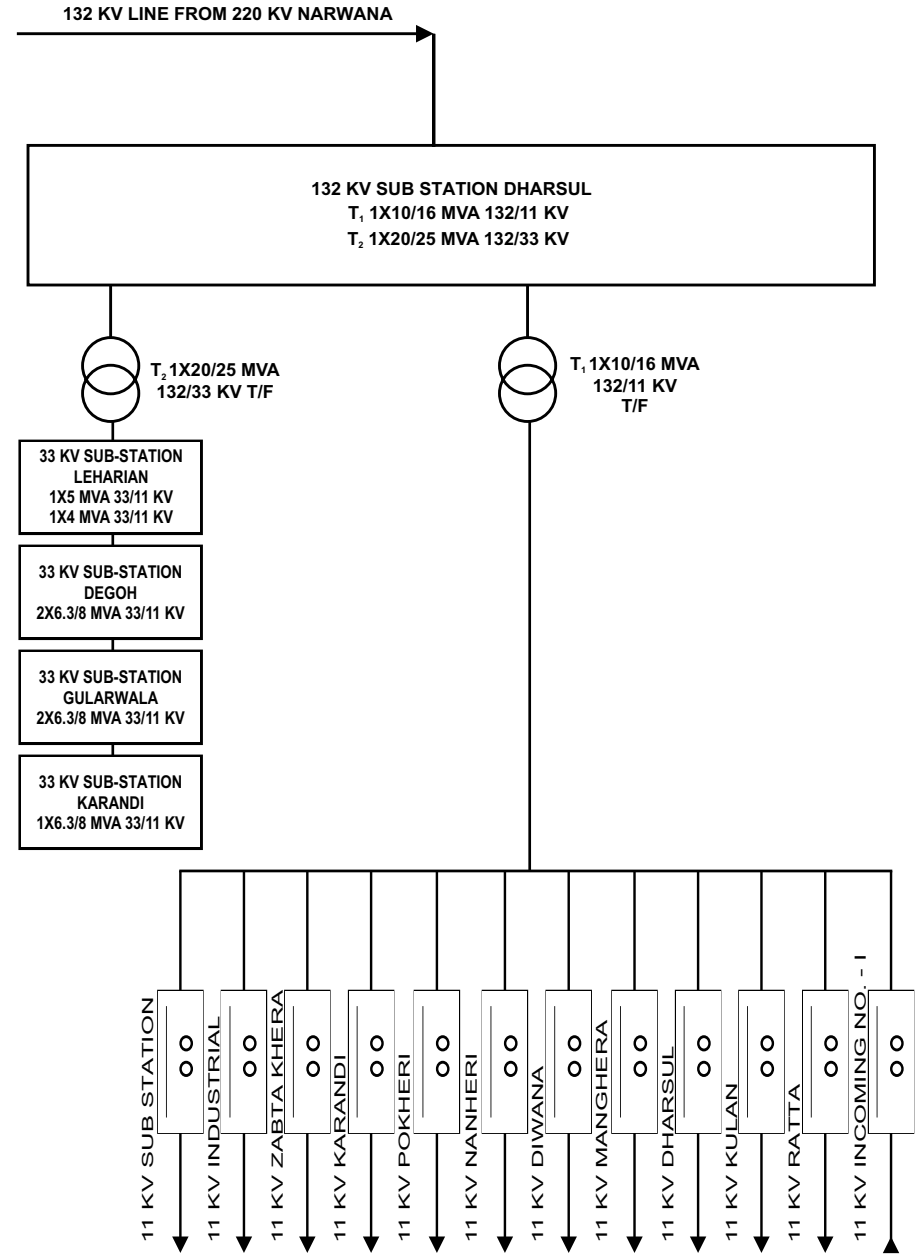 132 KV LINE FROM 220 KV NARWANA
132 KV SUB STATION DHARSUL
T₁ 1X10/16 MVA 132/11 KV
T₂ 1X20/25 MVA 132/33 KV
T₂ 1X20/25 MVA
132/33 KV T/F
T₁ 1X10/16 MVA
132/11 KV
T/F
33 KV SUB-STATION
LEHARIAN
1X5 MVA 33/11 KV
1X4 MVA 33/11 KV
33 KV SUB-STATION
DEGOH
2X6.3/8 MVA 33/11 KV
33 KV SUB-STATION
GULARWALA
2X6.3/8 MVA 33/11 KV
33 KV SUB-STATION
KARANDI
1X6.3/8 MVA 33/11 KV
11 KV SUB STATION
11 KV INDUSTRIAL
11 KV ZABTA KHERA
11 KV KARANDI
11 KV POKHERI
11 KV NANHERI
11 KV DIWANA
11 KV MANGHERA
11 KV DHARSUL
11 KV KULAN
11 KV RATTA
11 KV INCOMING NO. - I